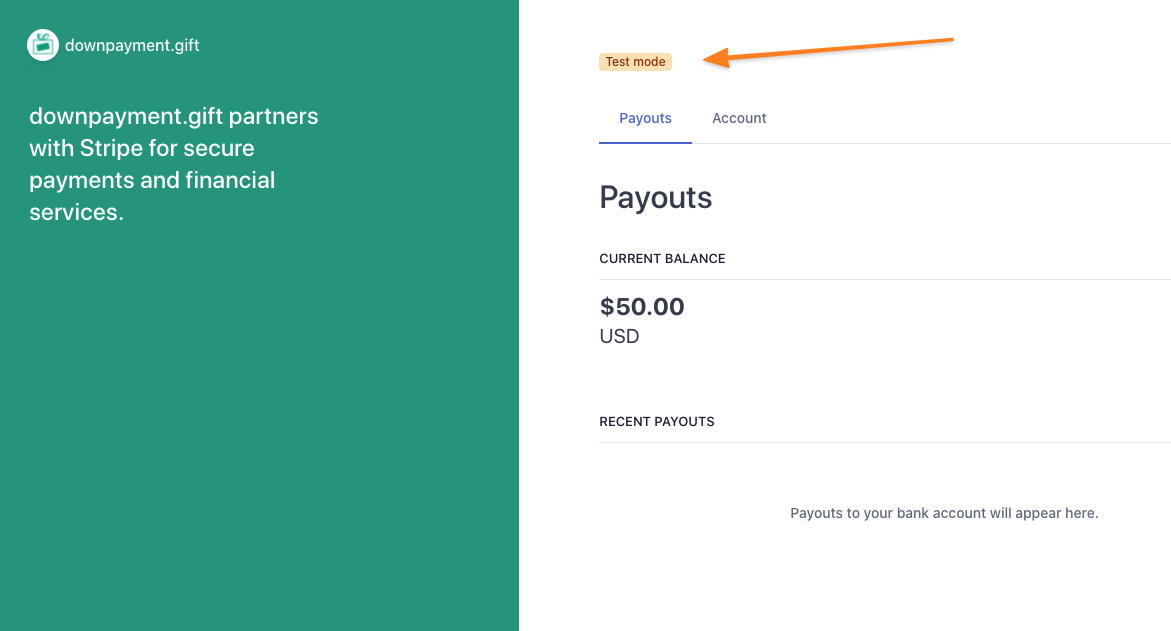 downpayment.gift
downpayment.gift partners
with Stripe for secure
payments and financial
services.
Test mode
Payouts
Account
Payouts
CURRENT BALANCE
$50.00
USD
RECENT PAYOUTS
Payouts to your bank account will appear here.